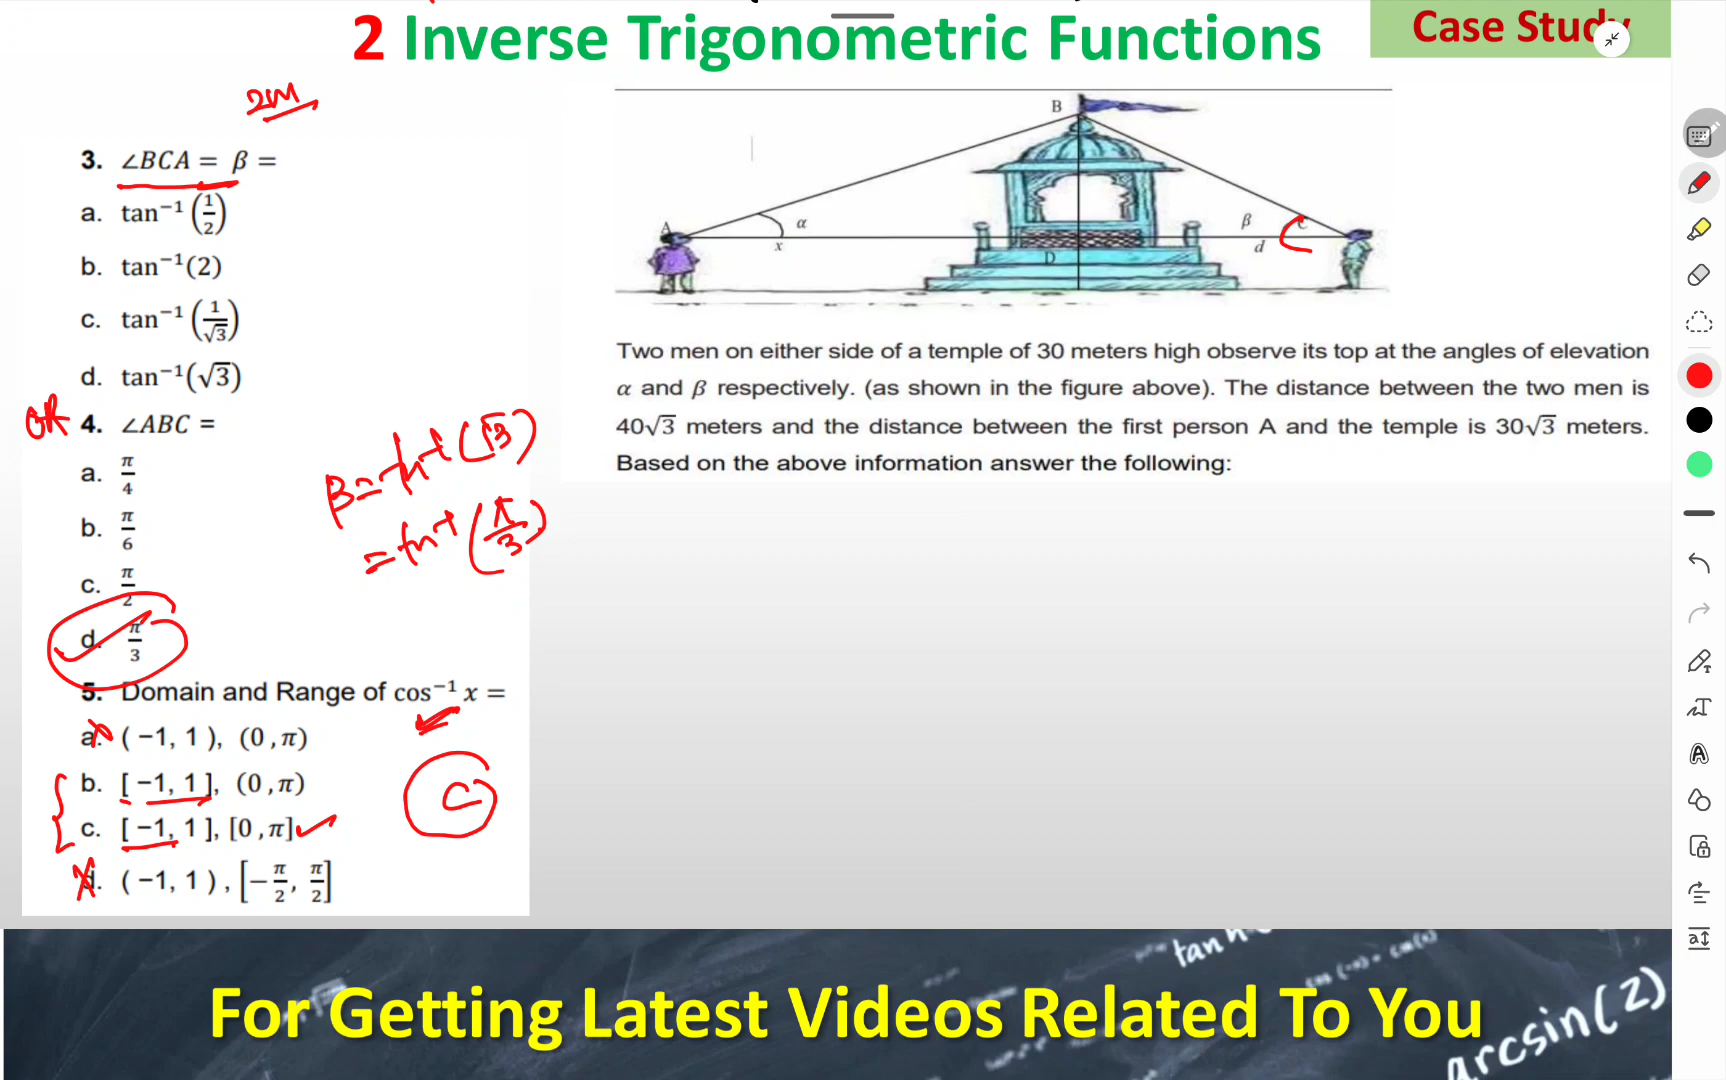 2 Inverse Trigonometric Functions
Case Study
2M
3. ∠BCA = β =
a. tan⁻¹ (1/2)
b. tan⁻¹(2)
c. tan⁻¹ (1/√3)
d. tan⁻¹(√3)
OR 4. ∠ABC =
a. π/4
b. π/6
c. π/2
d. π/3
β = tan⁻¹(√3)
= tan⁻¹ (π/3)
5. Domain and Range of cos⁻¹ x =
a. ( −1, 1 ), (0 , π)
b. [ −1, 1 ], (0 , π)
c. [ −1, 1 ], [0 , π]
d. ( −1, 1 ) , [−π/2, π/2]
C
B
A
α
x
D
β
d
C
Two men on either side of a temple of 30 meters high observe its top at the angles of elevation
α and β respectively. (as shown in the figure above). The distance between the two men is
40√3 meters and the distance between the first person A and the temple is 30√3 meters.
Based on the above information answer the following:
For Getting Latest Videos Related To You
arcsin(2)